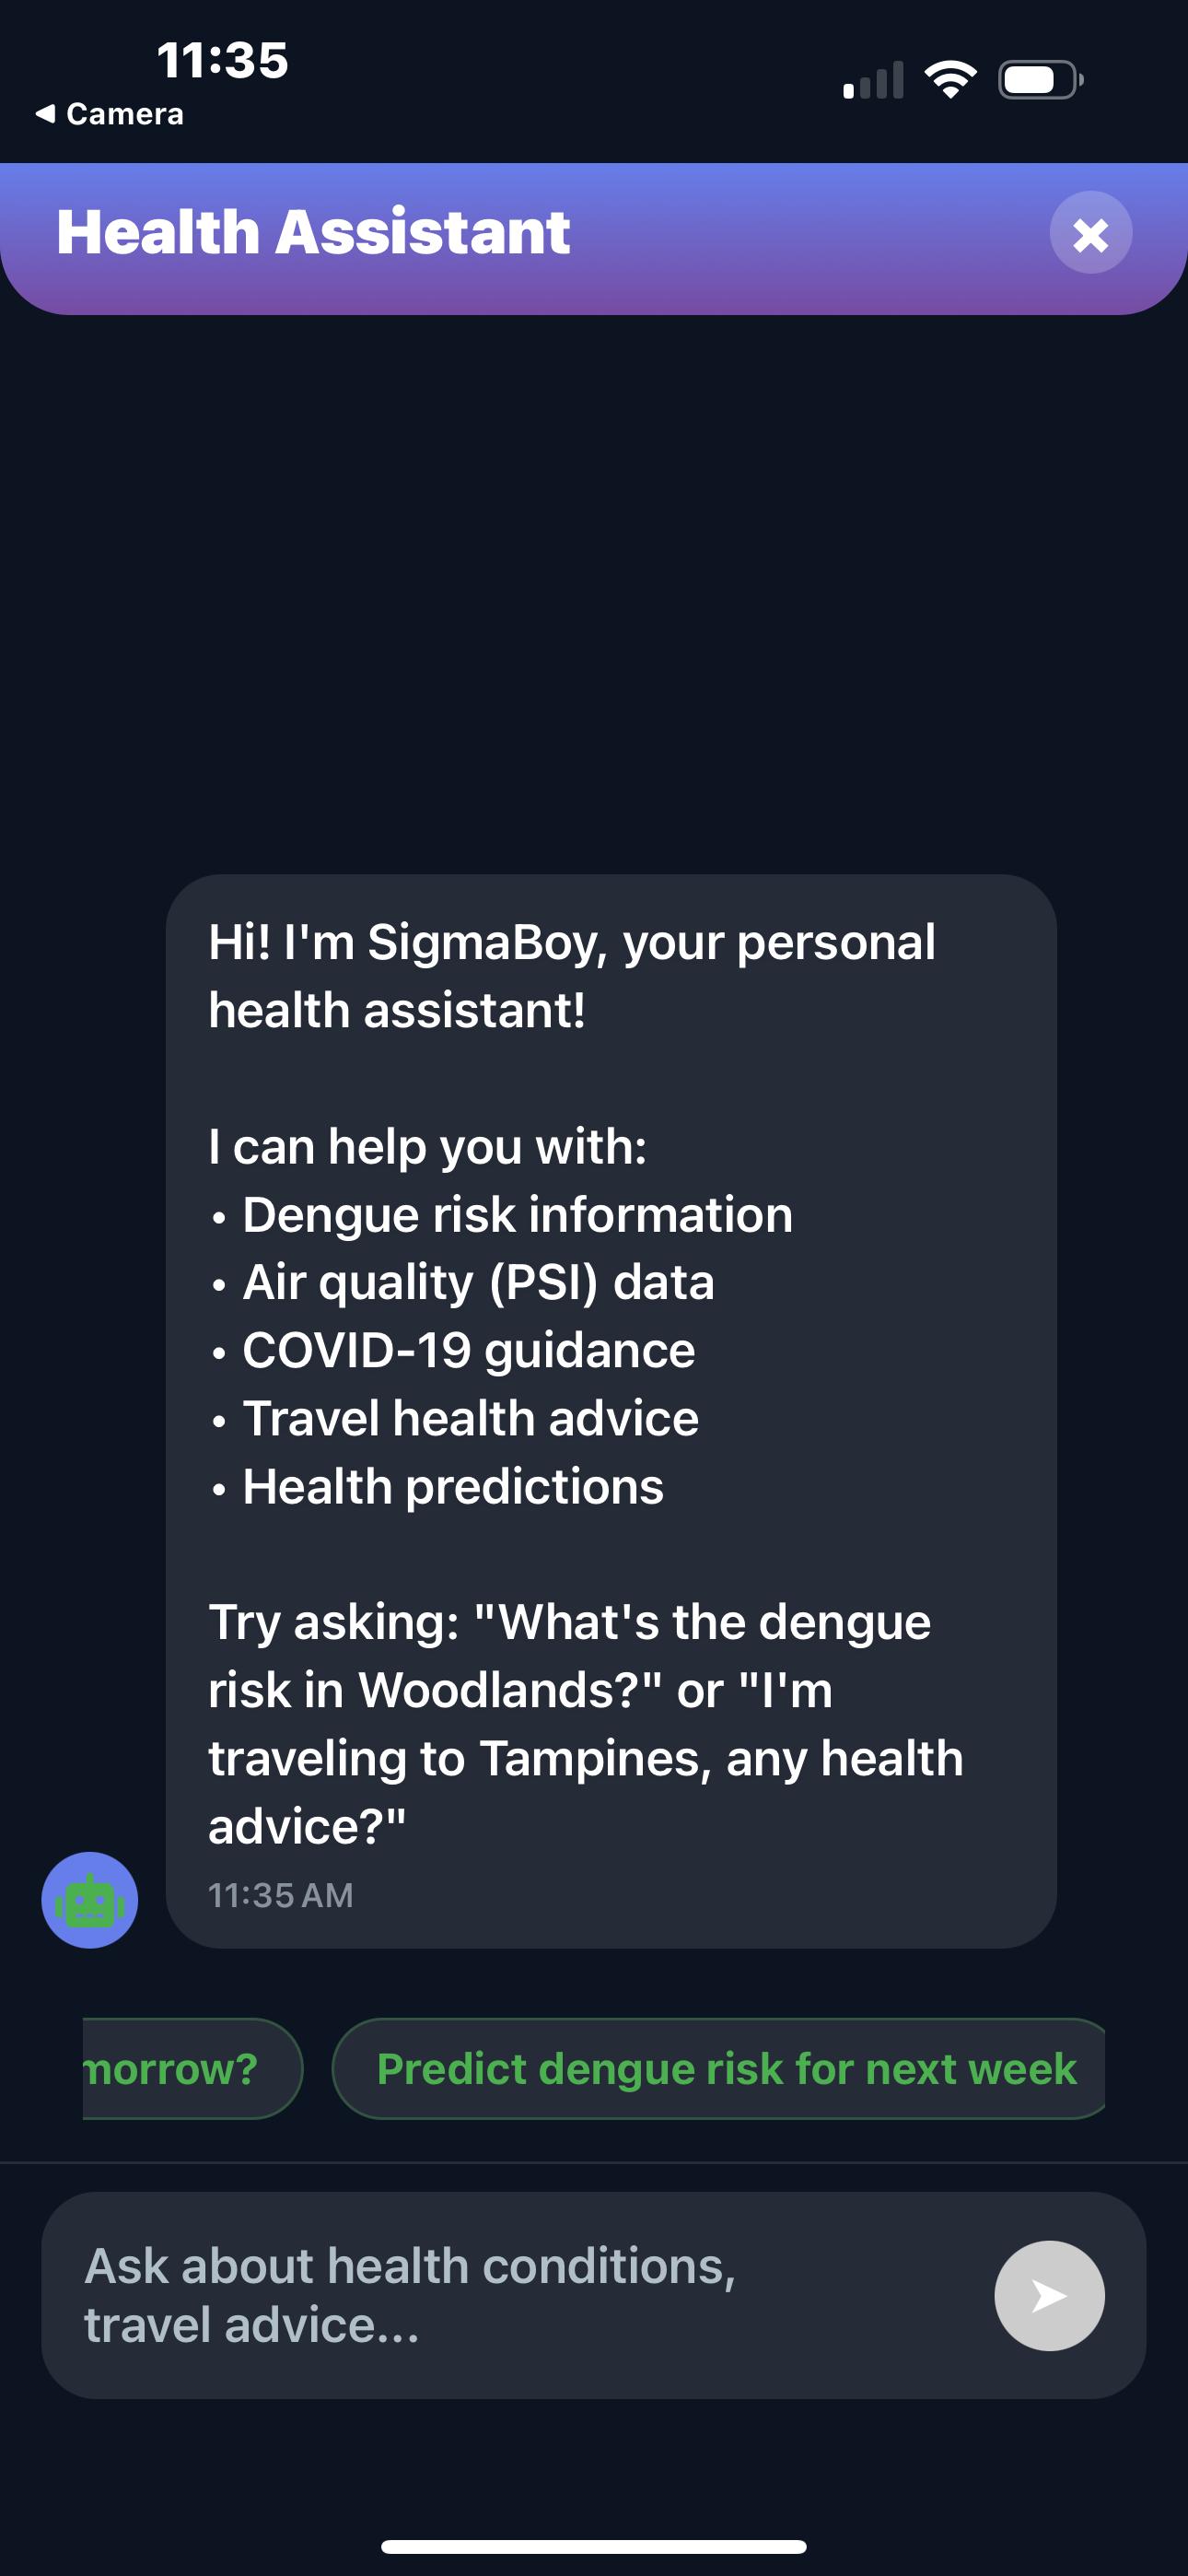 11:35
Camera
Health Assistant
Hi! I'm SigmaBoy, your personal
health assistant!
I can help you with:
• Dengue risk information
• Air quality (PSI) data
• COVID-19 guidance
• Travel health advice
• Health predictions
Try asking: "What's the dengue
risk in Woodlands?" or "I'm
traveling to Tampines, any health
advice?"
11:35 AM
morrow?
Predict dengue risk for next week
Ask about health conditions,
travel advice...